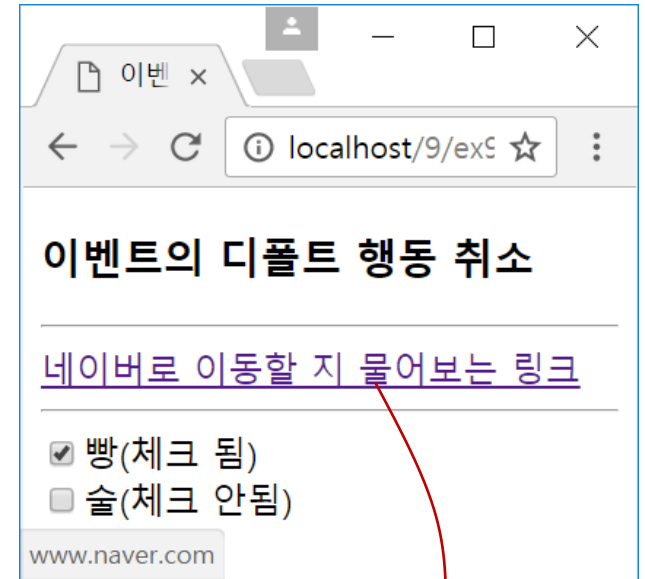 이벤
localhost/9/ex9
이벤트의 디폴트 행동 취소
네이버로 이동할 지 물어보는 링크
빵(체크 됨)
술(체크 안됨)
www.naver.com